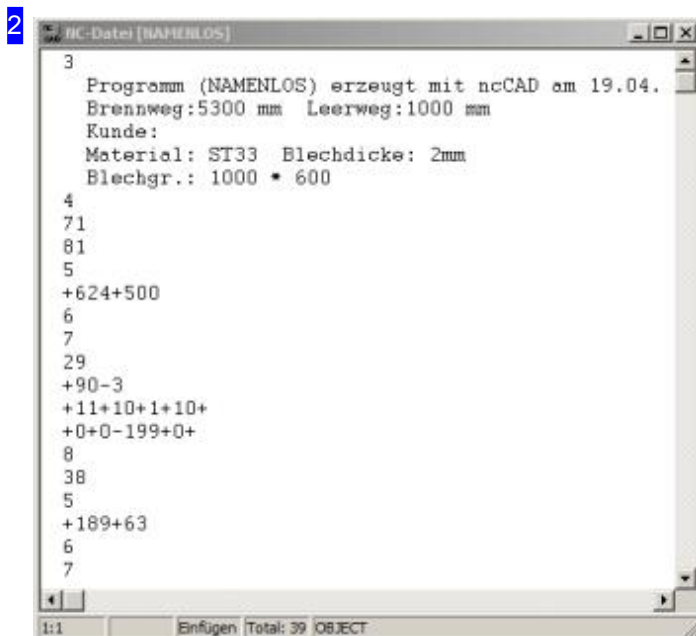 2
NC-Datei [NAMENLOS]
3
Programm (NAMENLOS) erzeugt mit ncCAD am 19.04.
Brennweg:5300 mm Leerweg:1000 mm
Kunde:
Material: ST33 Blechdicke: 2mm
Blechgr.: 1000 * 600
4
71
81
5
+624+500
6
7
29
+90-3
+11+10+1+10+
+0+0-199+0+
8
38
5
+189+63
6
7
1:1 Einfügen Total: 39 OBJECT